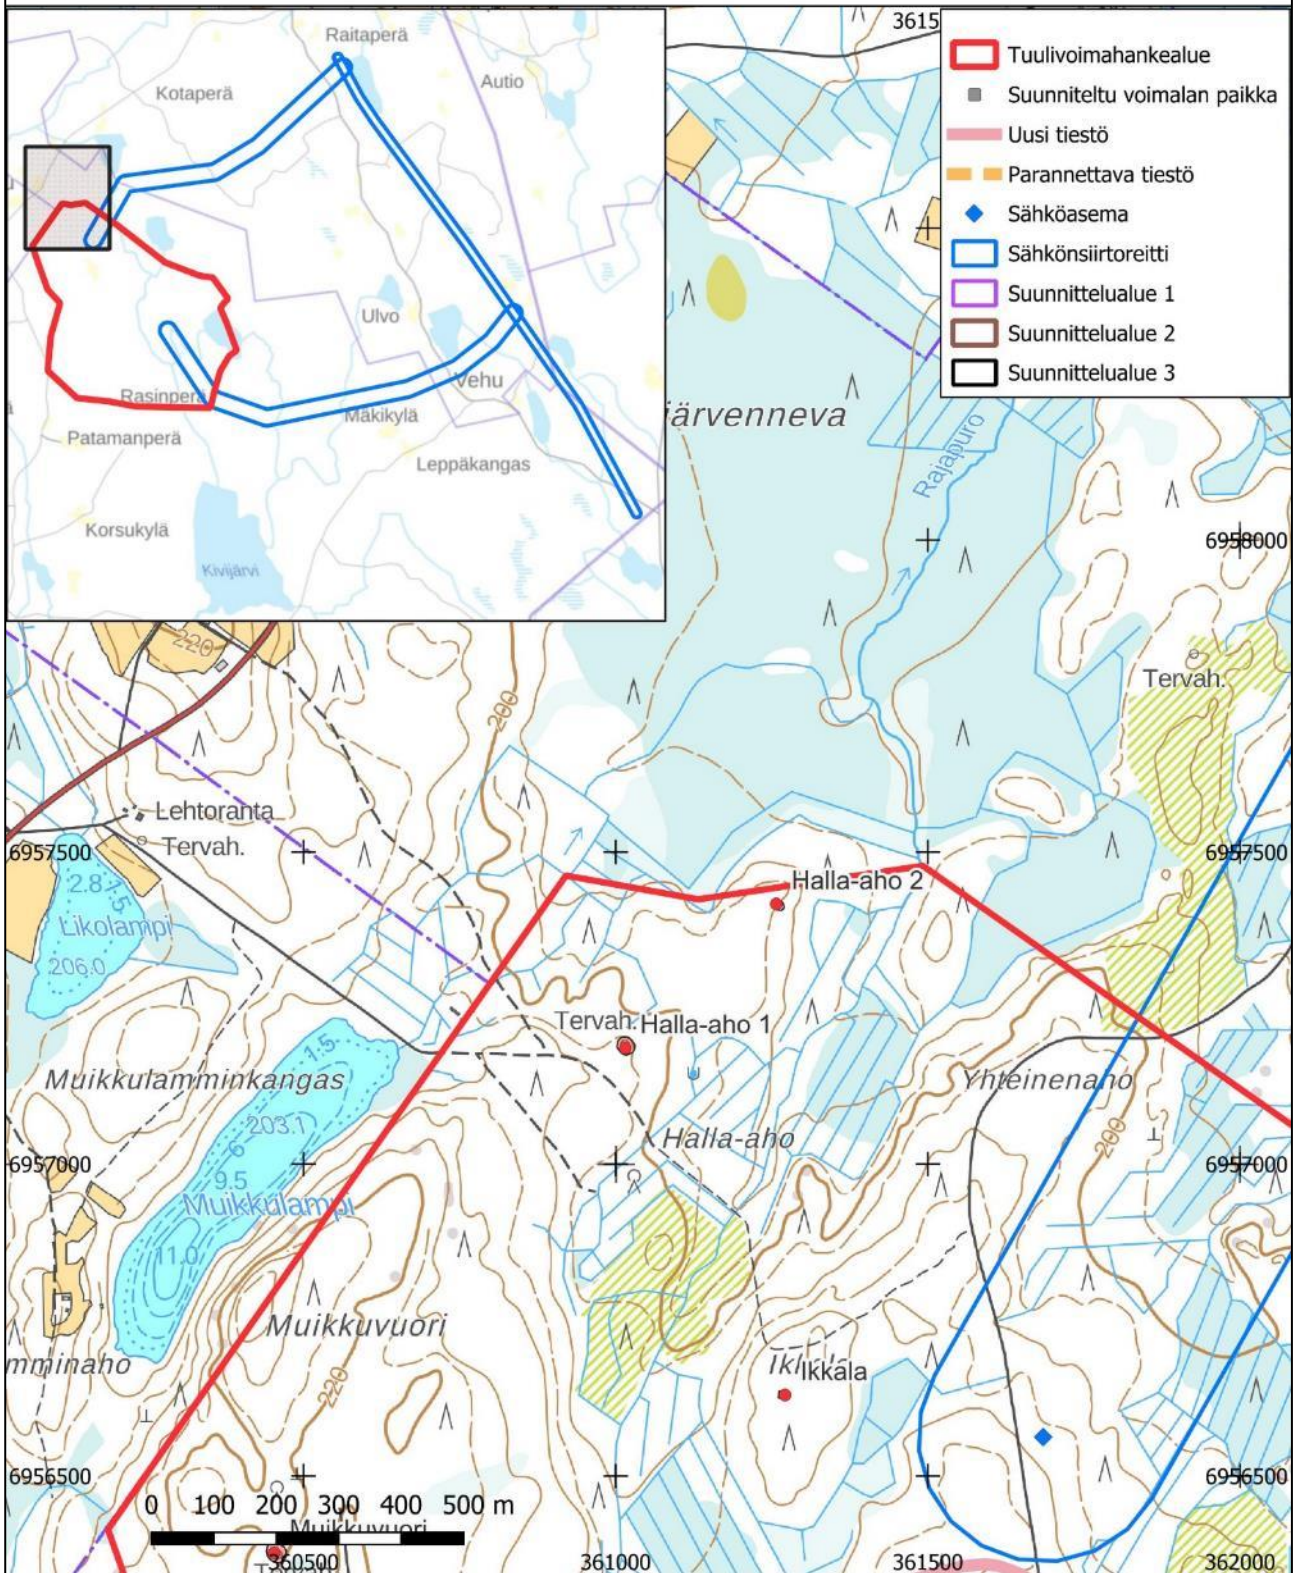 Raitaperä
Autio
Kotaperä
Ulvo
Vehu
Rasinperä
Mäkikylä
Patamanperä
Leppäkangas
Korsukylä
Kivijärvi
3615
Tuulivoimahankealue
Suunniteltu voimalan paikka
Uusi tiestö
Parannettava tiestö
Sähköasema
Sähkönsiirtoreitti
Suunnittelualue 1
Suunnittelualue 2
Suunnittelualue 3
järvenneva
Rajapuro
6958000
220
Tervah.
200
Lehtoranta
Tervah.
6957500
6957500
2.8
1.5
Likolampi
206.0
Halla-aho 2
Tervah.
Halla-aho 1
1.5
Muikkulamminkangas
Yhteinenaho
203.1
6
Halla-aho
200
6957000
6957000
9.5
Muikkulampi
11.0
Muikkuvuori
mminaho
Ikkala
220
6956500
6956500
0 100 200 300 400 500 m
Muikkuvuori
360500
361000
361500
362000